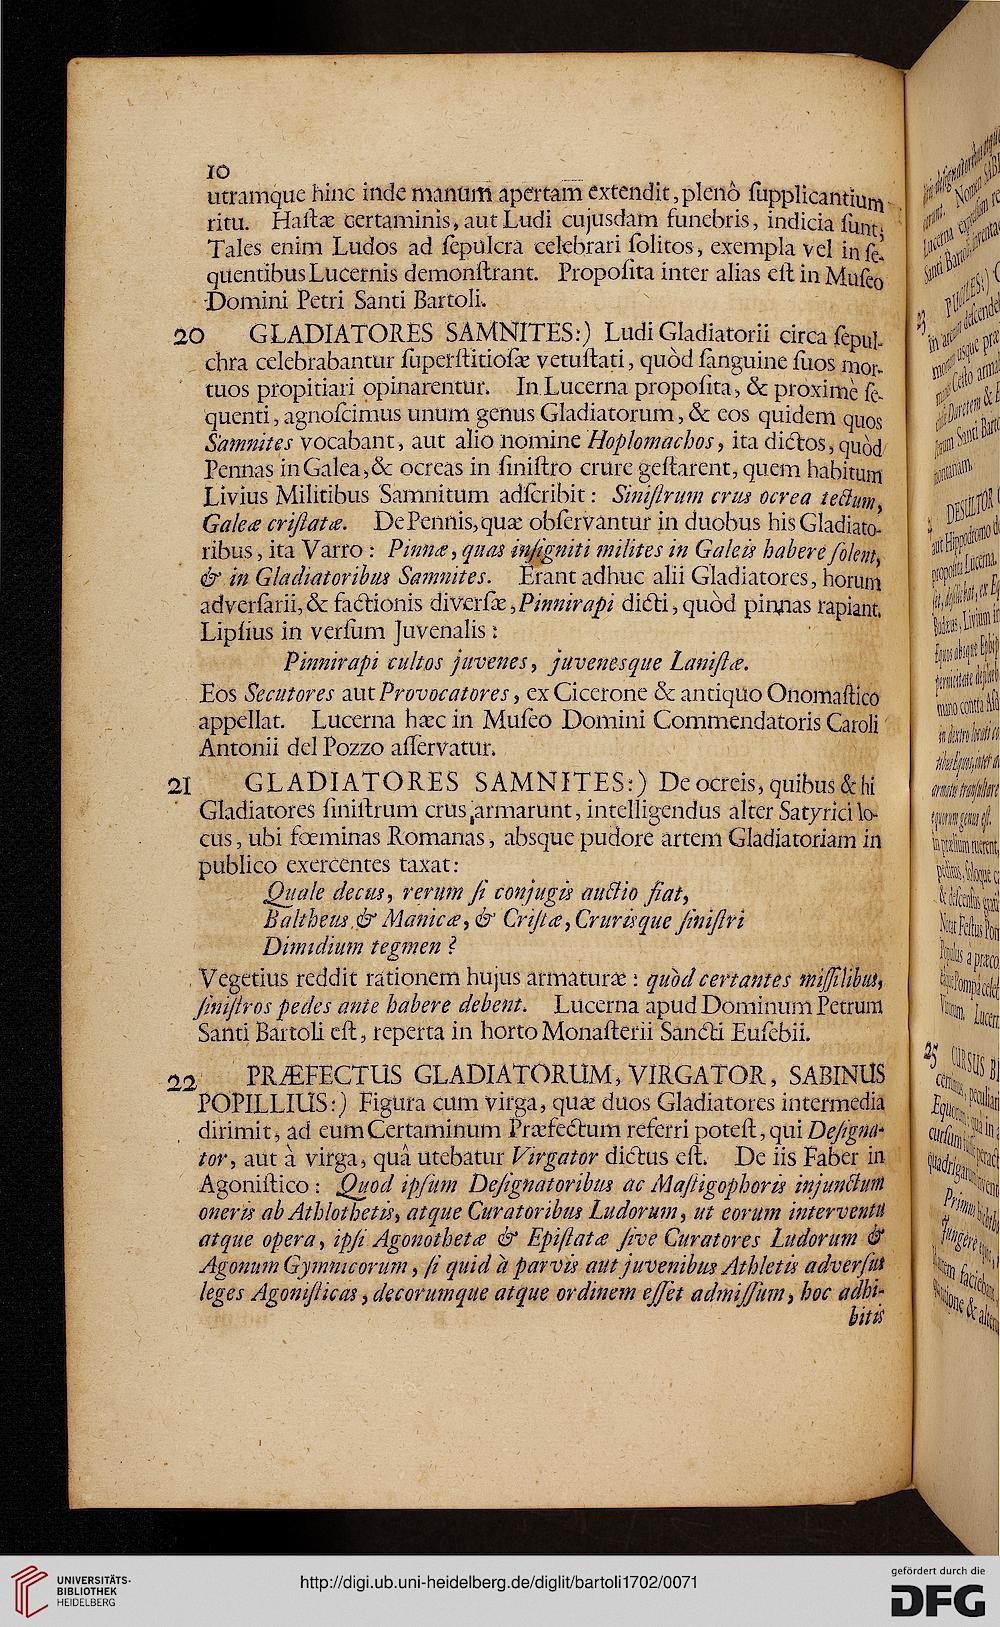 10
utramque hinc inde manum apertam extendit, pleno supplicantium
ritu. Hastæ certaminis, aut Ludi cujusdam funebris, indicia sunt;
Tales enim Ludos ad sepulcra celebrari solitos, exempla vel in se-
quentibus Lucernis demonstrant. Proposita inter alias est in Museo
Domini Petri Santi Bartoli.
20 GLADIATORES SAMNITES:) Ludi Gladiatorii circa sepul-
chra celebrabantur superstitiosæ vetustati, quòd sanguine suos mor-
tuos propitiari opinarentur. In Lucerna proposita, & proximè se-
quenti, agnoscimus unum genus Gladiatorum, & eos quidem quos
Samnites vocabant, aut alio nomine Hoplomachos, ita dictos, quòd
Pennas in Galea, & ocreas in sinistro crure gestarent, quem habitum
Livius Militibus Samnitum adscribit: Sinistrum crus ocrea tectum,
Galeæ cristatæ. De Pennis, quæ observantur in duobus his Gladiato-
ribus, ita Varro: Pinnæ, quas insigniti milites in Galeis habere solent,
& in Gladiatoribus Samnites. Erant adhuc alii Gladiatores, horum
adversarii, & factionis diversæ, Pinnirapi dicti, quòd pinnas rapiant.
Lipsius in versum Juvenalis:
Pinnirapi cultos juvenes, juvenesque Lanistæ.
Eos Secutores aut Provocatores, ex Cicerone & antiquo Onomastico
appellat. Lucerna hæc in Museo Domini Commendatoris Caroli
Antonii del Pozzo asservatur.
21 GLADIATORES SAMNITES:) De ocreis, quibus & hi
Gladiatores sinistrum crus armarunt, intelligendus alter Satyrici lo-
cus, ubi fœminas Romanas, absque pudore artem Gladiatoriam in
publico exercentes taxat:
Quale decus, rerum si conjugis auctio fiat,
Baltheus & Manicæ, & Cristæ, Crurisque sinistri
Dimidium tegmen?
Vegetius reddit rationem hujus armaturæ: quòd certantes missilibus,
sinistros pedes ante habere debent. Lucerna apud Dominum Petrum
Santi Bartoli est, reperta in horto Monasterii Sancti Eusebii.
22 PRÆFECTUS GLADIATORUM, VIRGATOR, SABINUS
POPILLIUS:) Figura cum virga, quæ duos Gladiatores intermedia
dirimit, ad eum Certaminum Præfectum referri potest, qui Designa-
tor, aut à virga, quâ utebatur Virgator dictus est. De iis Faber in
Agonistico: Quod ipsum Designatoribus ac Mastigophoris injunctum
oneris ab Athlothetis, atque Curatoribus Ludorum, ut eorum interventu
atque opera, ipsi Agonothetæ & Epistatæ sive Curatores Ludorum &
Agonum Gymnicorum, si quid à parvis aut juvenibus Athletis adversus
leges Agonisticas, decorumque atque ordinem esset admissum, hoc adhi-
bitis
UNIVERSITÄTS-
BIBLIOTHEK
HEIDELBERG
http://digi.ub.uni-heidelberg.de/diglit/bartoli1702/0071
gefördert durch die
DFG